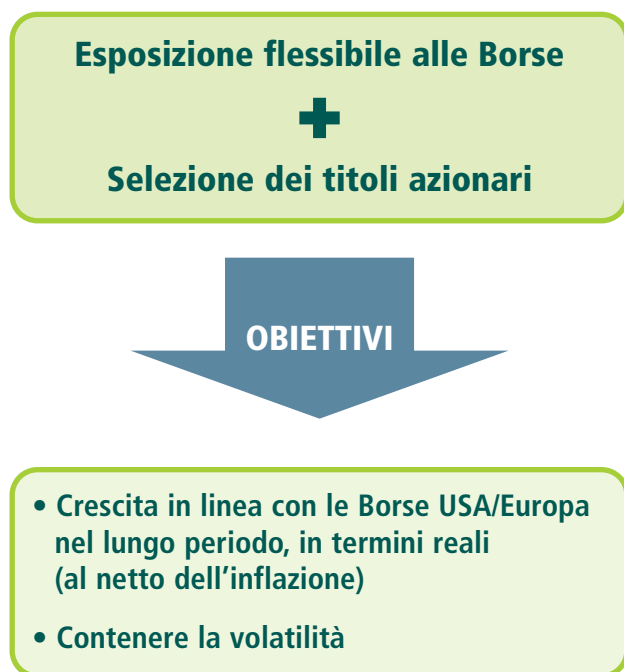 Esposizione flessibile alle Borse
+
Selezione dei titoli azionari
OBIETTIVI
• Crescita in linea con le Borse USA/Europa
nel lungo periodo, in termini reali
(al netto dell'inflazione)
• Contenere la volatilità